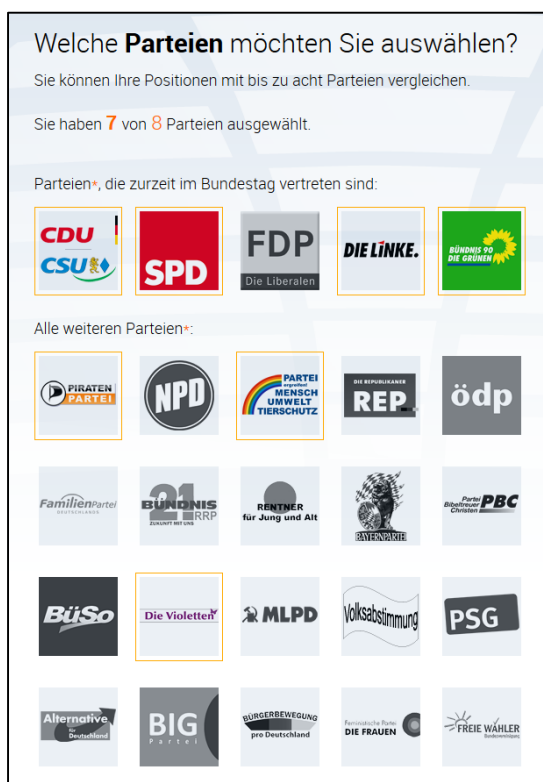 Welche Parteien möchten Sie auswählen?
Sie können Ihre Positionen mit bis zu acht Parteien vergleichen.
Sie haben 7 von 8 Parteien ausgewählt.
Parteien*, die zurzeit im Bundestag vertreten sind:
CDU
CSU
SPD
FDP
Die Liberalen
DIE LINKE.
BÜNDNIS 90
DIE GRÜNEN
Alle weiteren Parteien*:
PIRATEN
PARTEI
NPD
PARTEI
MENSCH
UMWELT
TIERSCHUTZ
DIE REPUBLIKANER
REP
ödp
FamilienPartei
DEUTSCHLANDS
21
BÜNDNIS
RRP
ZUKUNFT MIT UNS
RENTNER
für Jung und Alt
BAYERNPARTEI
Partei
Bibeltreuer
Christen
PBC
BüSo
Die Violetten
MLPD
Volksabstimmung
PSG
Alternative
für
Deutschland
BIG
Partei
BÜRGERBEWEGUNG
pro Deutschland
Feministische Partei
DIE FRAUEN
FREIE WÄHLER
Bundesvereinigung